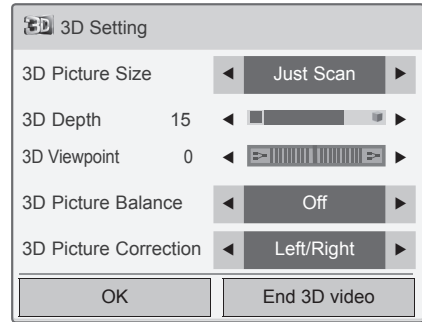 3D 3D Setting
3D Picture Size ◄ Just Scan ►
3D Depth 15 ◄ ►
3D Viewpoint 0 ◄ ►
3D Picture Balance ◄ Off ►
3D Picture Correction ◄ Left/Right ►
OK End 3D video